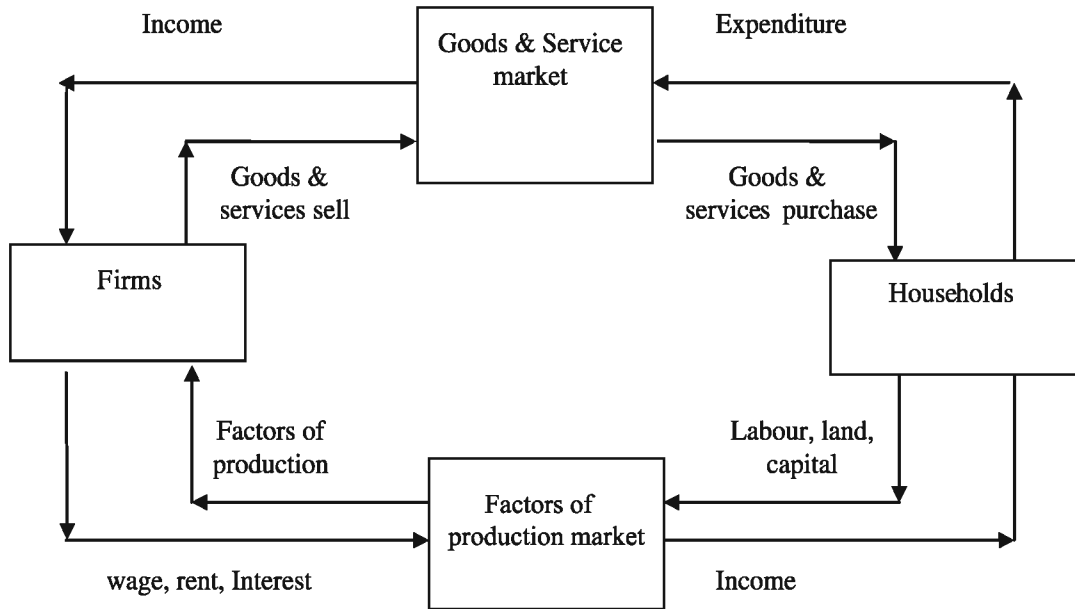 Income
Goods & Service
market
Expenditure
Goods &
services sell
Goods &
services purchase
Firms
Households
Factors of
production
Labour, land,
capital
Factors of
production market
wage, rent, Interest
Income